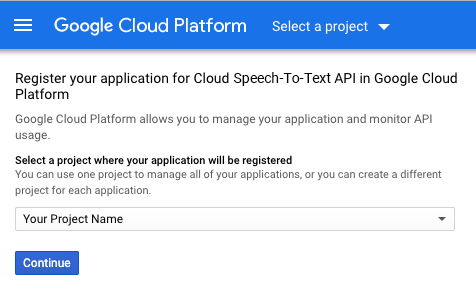 Google Cloud Platform Select a project
Register your application for Cloud Speech-To-Text API in Google Cloud
Platform
Google Cloud Platform allows you to manage your application and monitor API
usage.
Select a project where your application will be registered
You can use one project to manage all of your applications, or you can create a different
project for each application.
Your Project Name
Continue